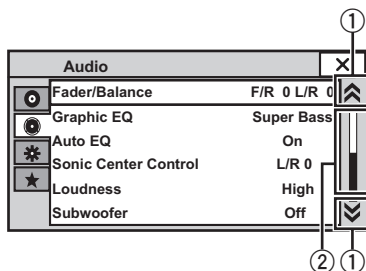 ①
Audio
Fader/Balance F/R 0 L/R 0
Graphic EQ Super Bass
Auto EQ On
Sonic Center Control L/R 0
Loudness High
Subwoofer Off
② ①